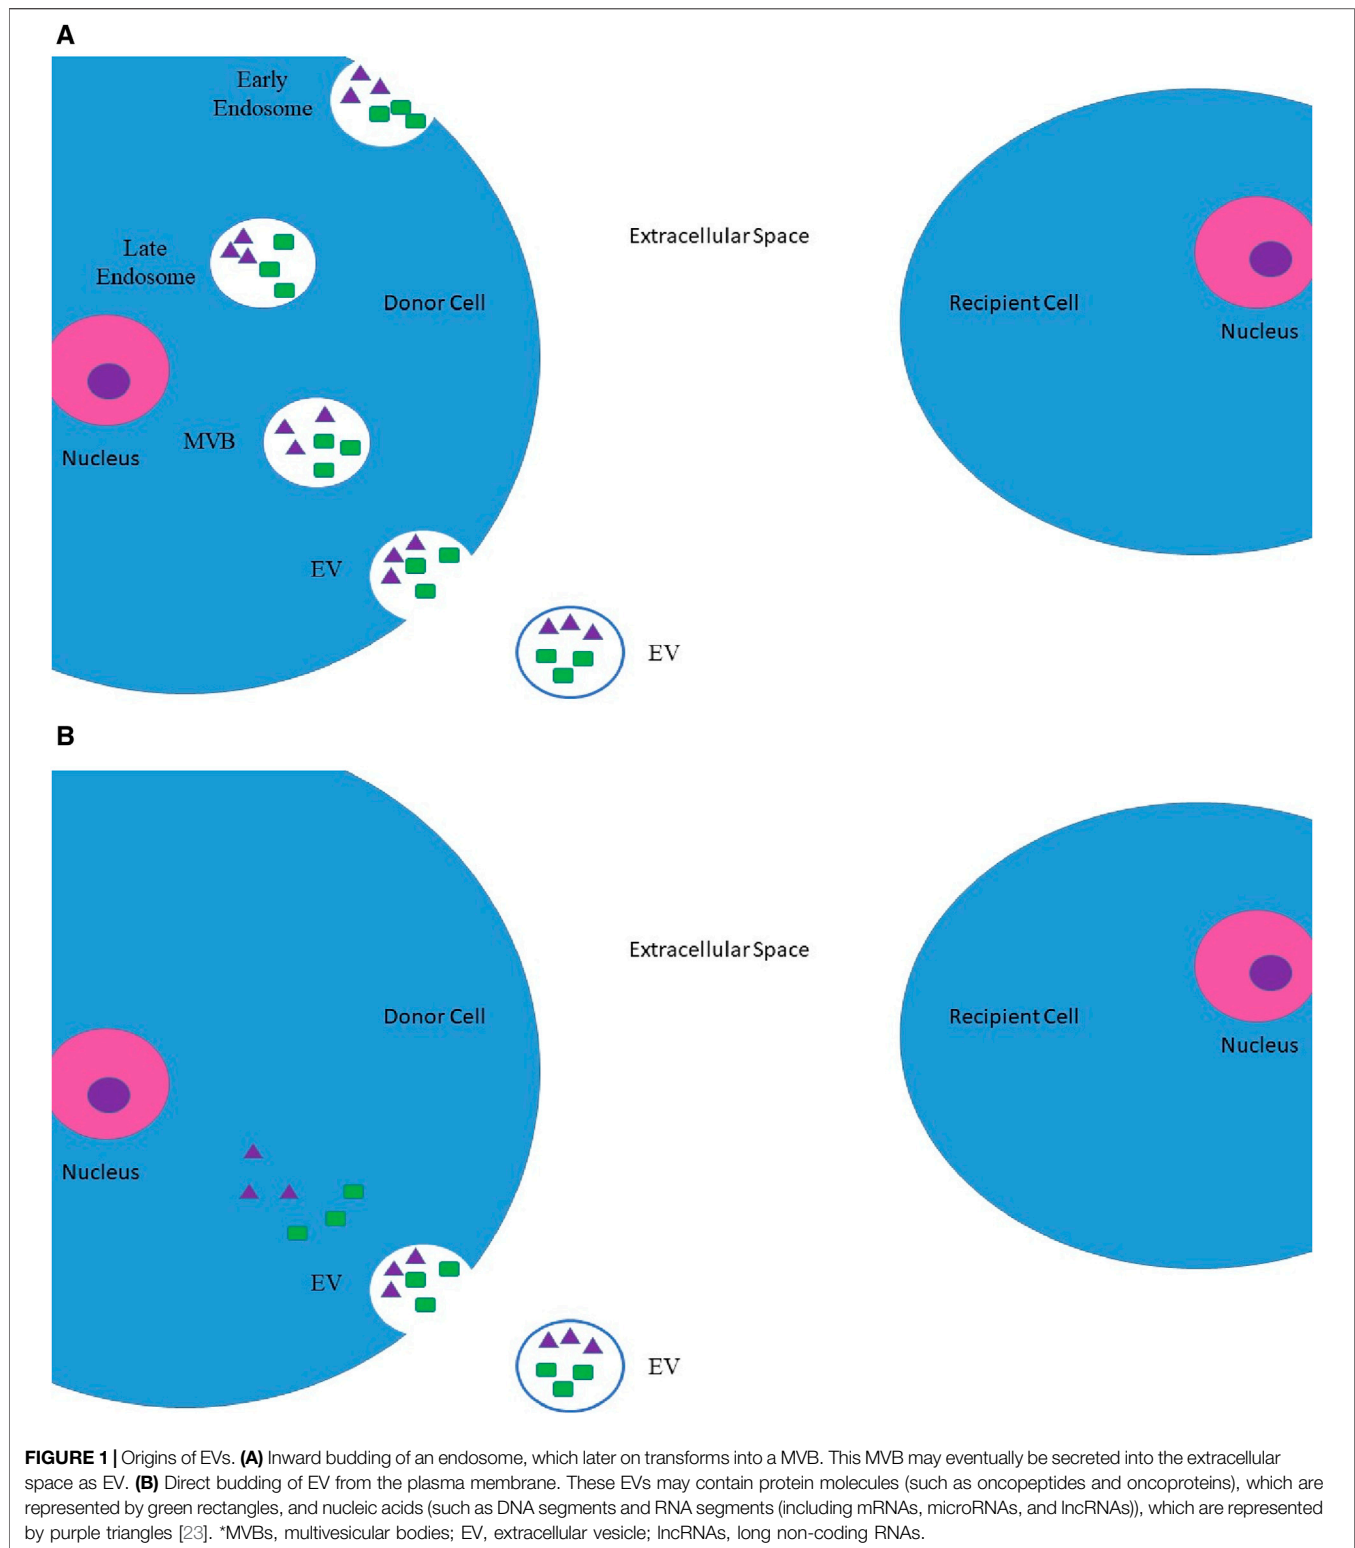 A
Early
Endosome
Late
Endosome
Extracellular Space
Donor Cell
Recipient Cell
Nucleus
MVB
Nucleus
EV
EV
B
Extracellular Space
Donor Cell
Recipient Cell
Nucleus
Nucleus
EV
EV
FIGURE 1 | Origins of EVs. (A) Inward budding of an endosome, which later on transforms into a MVB. This MVB may eventually be secreted into the extracellular
space as EV. (B) Direct budding of EV from the plasma membrane. These EVs may contain protein molecules (such as oncopeptides and oncoproteins), which are
represented by green rectangles, and nucleic acids (such as DNA segments and RNA segments (including mRNAs, microRNAs, and lncRNAs)), which are represented
by purple triangles [23]. *MVBs, multivesicular bodies; EV, extracellular vesicle; lncRNAs, long non-coding RNAs.